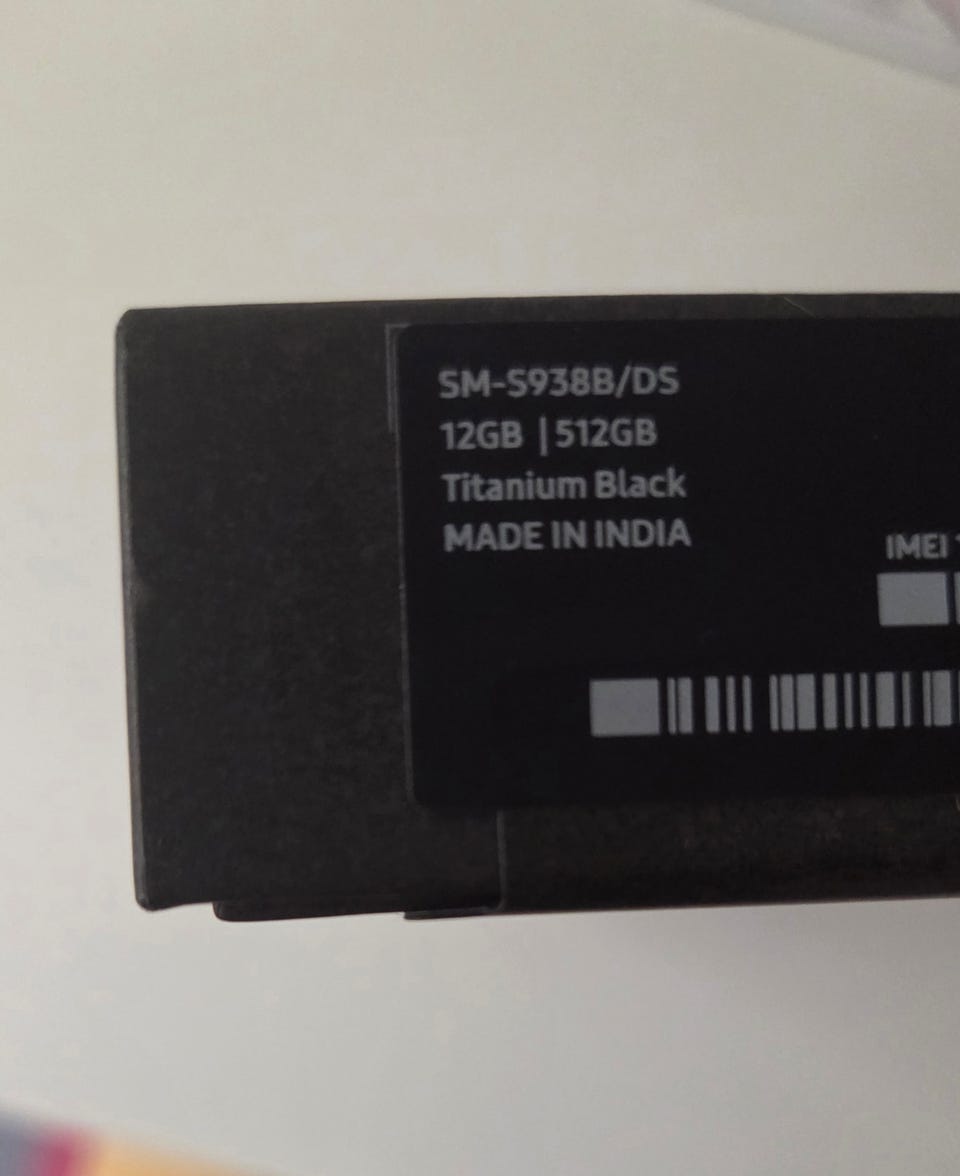 SM-S938B/DS
12GB | 512GB
Titanium Black
MADE IN INDIA
IMEI